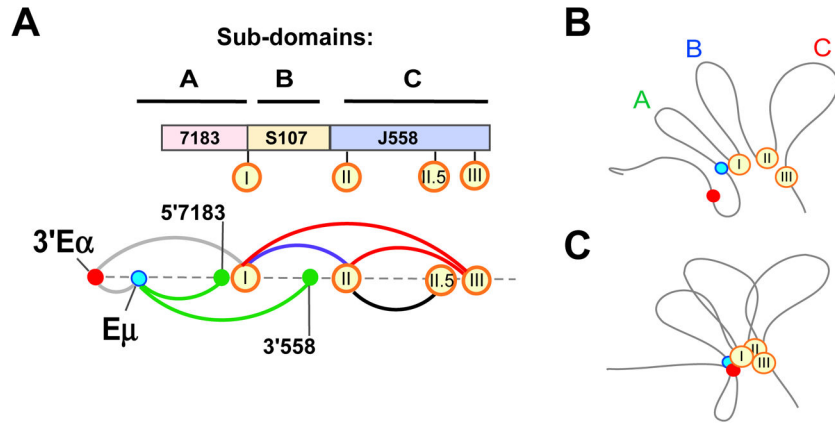 A
Sub-domains:
A B C
7183 S107 J558
I II II.5 III
5'7183
3'Eα
I II II.5 III
Eμ
3'558
B
A B C
I II III
C
I II III